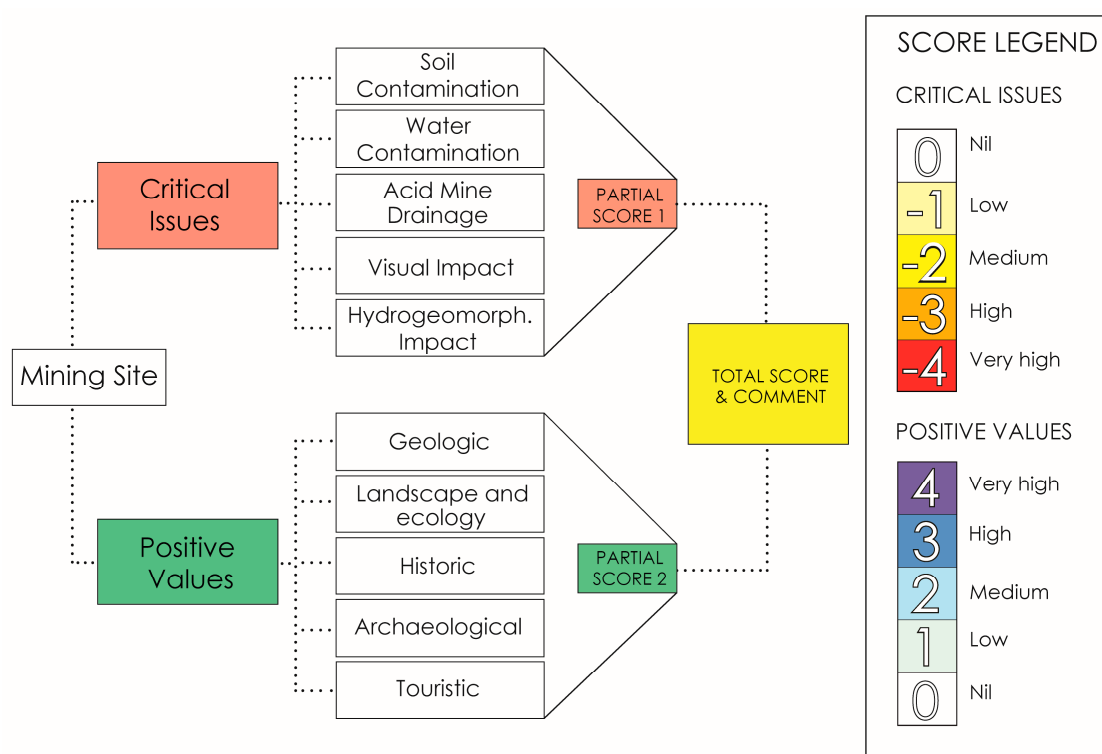 Mining Site
Critical
Issues
Soil
Contamination
Water
Contamination
Acid Mine
Drainage
Visual Impact
Hydrogeomorph.
Impact
PARTIAL
SCORE 1
Positive
Values
Geologic
Landscape and
ecology
Historic
Archaeological
Touristic
PARTIAL
SCORE 2
TOTAL SCORE
& COMMENT
SCORE LEGEND
CRITICAL ISSUES
0 Nil
-1 Low
-2 Medium
-3 High
-4 Very high
POSITIVE VALUES
4 Very high
3 High
2 Medium
1 Low
0 Nil